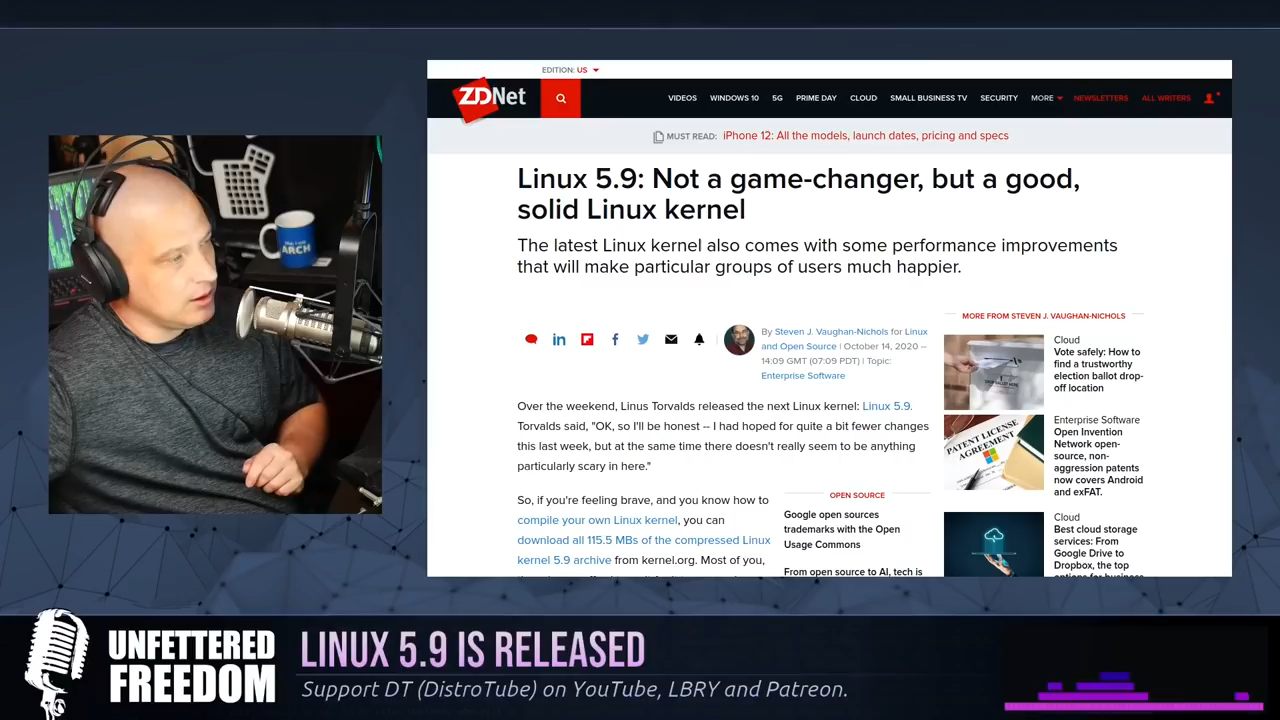 EDITION: US
ZDNet
VIDEOS WINDOWS 10 5G PRIME DAY CLOUD SMALL BUSINESS TV SECURITY MORE NEWSLETTERS ALL WRITERS
MUST READ: iPhone 12: All the models, launch dates, pricing and specs
Linux 5.9: Not a game-changer, but a good,
solid Linux kernel
The latest Linux kernel also comes with some performance improvements
that will make particular groups of users much happier.
By Steven J. Vaughan-Nichols for Linux
and Open Source | October 14, 2020 --
14:09 GMT (07:09 PDT) | Topic:
Enterprise Software
Over the weekend, Linus Torvalds released the next Linux kernel: Linux 5.9.
Torvalds said, "OK, so I'll be honest -- I had hoped for quite a bit fewer changes
this last week, but at the same time there doesn't really seem to be anything
particularly scary in here."
So, if you're feeling brave, and you know how to
compile your own Linux kernel, you can
download all 115.5 MBs of the compressed Linux
kernel 5.9 archive from kernel.org. Most of you,
OPEN SOURCE
Google open sources
trademarks with the Open
Usage Commons
From open source to AI, tech is
MORE FROM STEVEN J. VAUGHAN-NICHOLS
Cloud
Vote safely: How to
find a trustworthy
election ballot drop-
off location
PATENT LICENSE
AGREEMENT
Enterprise Software
Open Invention
Network open-
source, non-
aggression patents
now covers Android
and exFAT.
Cloud
Best cloud storage
services: From
Google Drive to
Dropbox, the top
options for business
ARCH
UNFETTERED
FREEDOM
LINUX 5.9 IS RELEASED
Support DT (DistroTube) on YouTube, LBRY and Patreon.